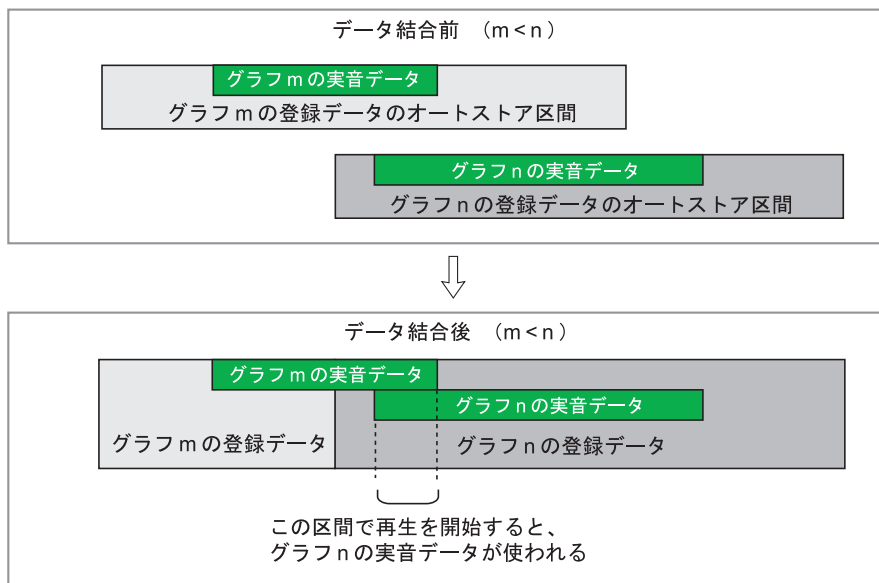 データ結合前 （m<n）
グラフmの実音データ
グラフmの登録データのオートストア区間
グラフnの実音データ
グラフnの登録データのオートストア区間
データ結合後 （m<n）
グラフmの実音データ
グラフnの実音データ
グラフmの登録データ
グラフnの登録データ
この区間で再生を開始すると、
グラフnの実音データが使われる